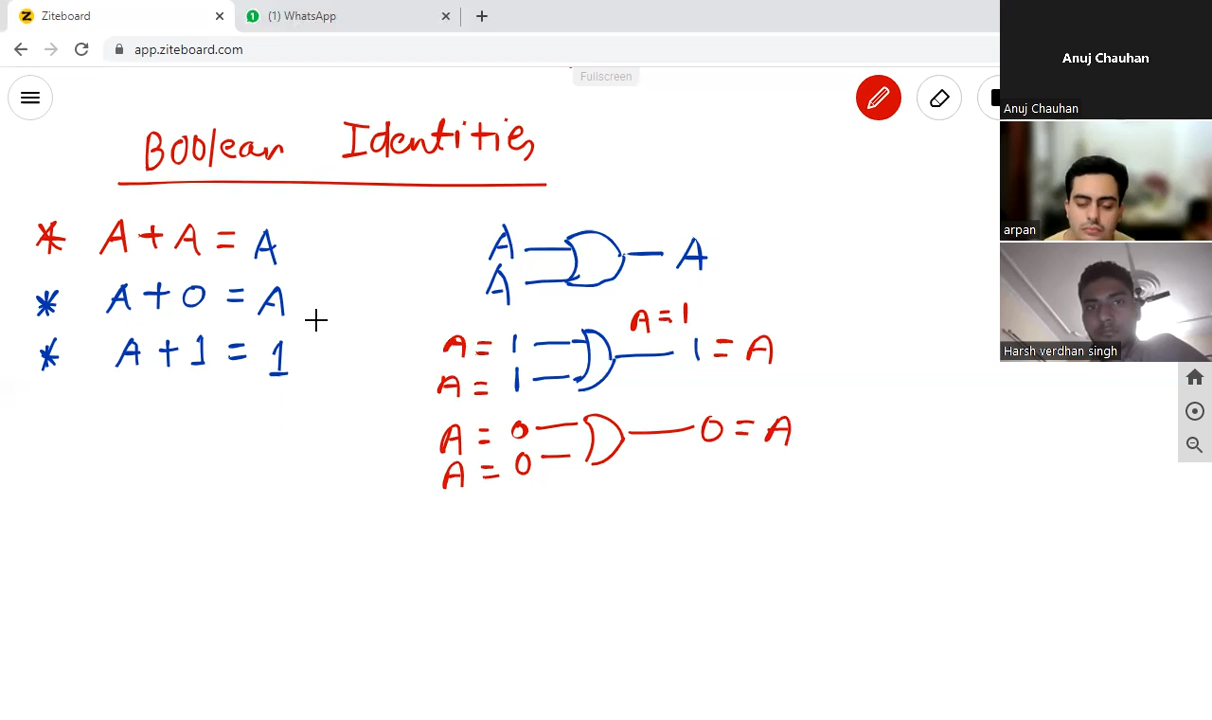 Ziteboard
(1) WhatsApp
app.ziteboard.com
Fullscreen
Anuj Chauhan
Anuj Chauhan
arpan
Harsh verdhan singh
Boolean Identities
* A + A = A
* A + 0 = A
* A + 1 = 1
A
A
A
A = 1
A = 1
A = 1
1 = A
A = 0
A = 0
0 = A